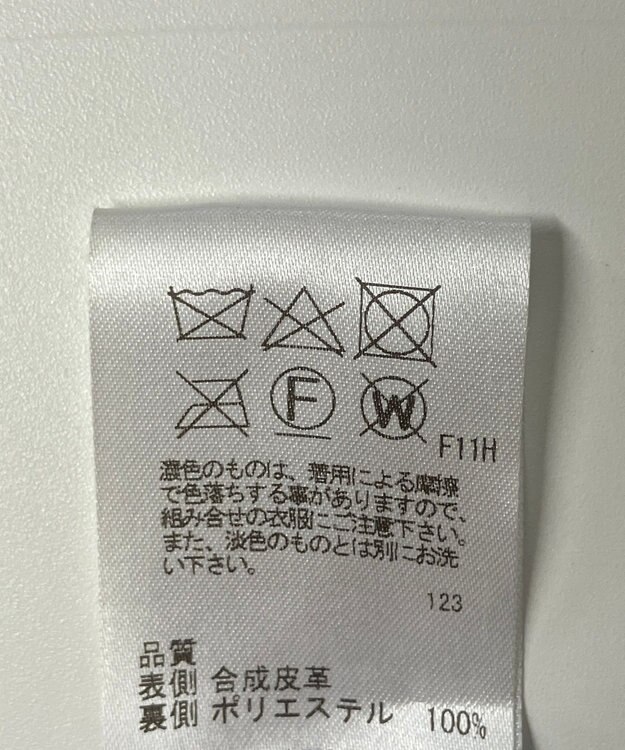 F
W
F11H
濃色のものは、着用による摩擦
で色落ちする事がありますので、
組み合せの衣服にご注意下さい。
また、淡色のものとは別にお洗
い下さい。
123
品質
表側 合成皮革
裏側 ポリエステル 100%